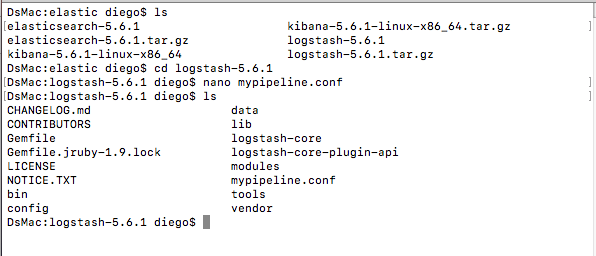 DsMac:elastic diego$ ls
[elasticsearch-5.6.1 kibana-5.6.1-linux-x86_64.tar.gz ]
elasticsearch-5.6.1.tar.gz logstash-5.6.1
kibana-5.6.1-linux-x86_64 logstash-5.6.1.tar.gz
DsMac:elastic diego$ cd logstash-5.6.1
[DsMac:logstash-5.6.1 diego$ nano mypipeline.conf ]
[DsMac:logstash-5.6.1 diego$ ls ]
CHANGELOG.md data
CONTRIBUTORS lib
Gemfile logstash-core
Gemfile.jruby-1.9.lock logstash-core-plugin-api
LICENSE modules
NOTICE.TXT mypipeline.conf
bin tools
config vendor
DsMac:logstash-5.6.1 diego$